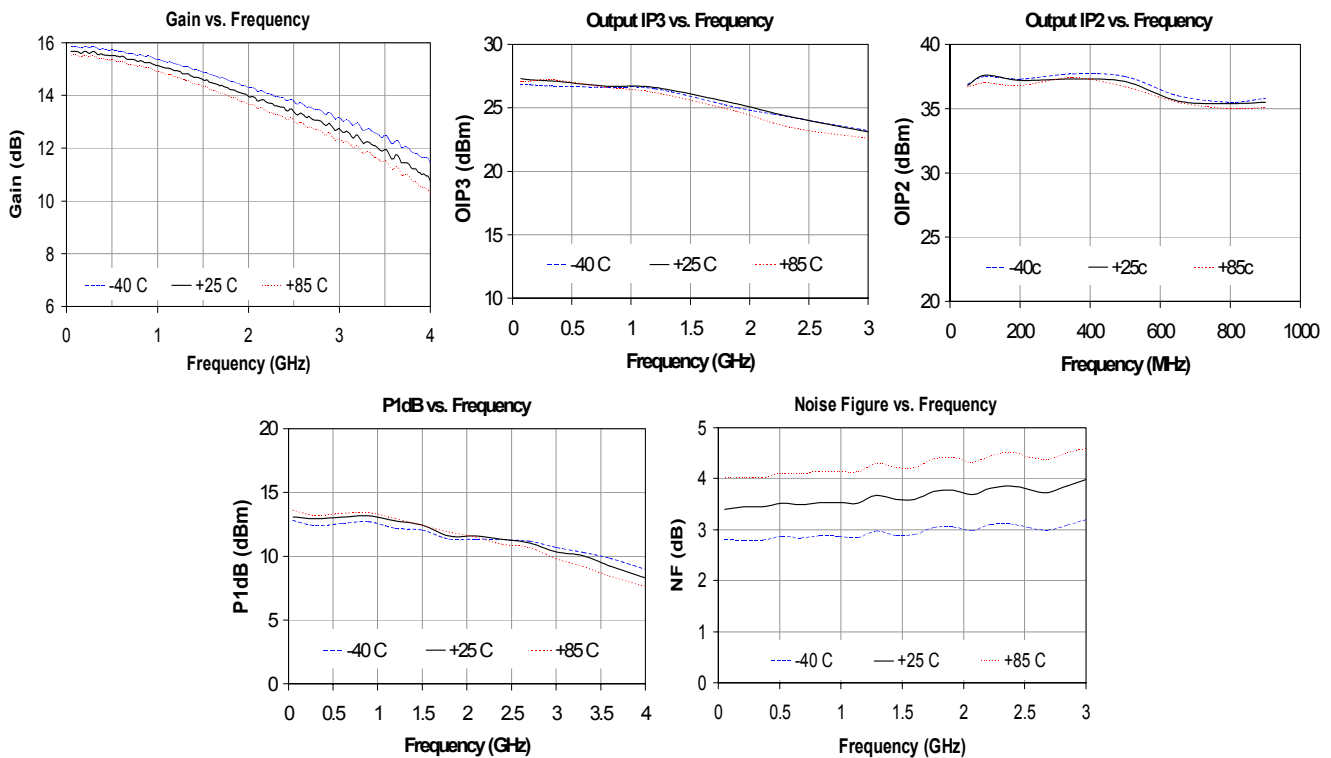 Gain vs. Frequency
16
14
12
10
8
6
Gain (dB)
-40 C +25 C +85 C
0 1 2 3 4
Frequency (GHz)
Output IP3 vs. Frequency
30
25
20
15
10
OIP3 (dBm)
-40 C +25 C +85 C
0 0.5 1 1.5 2 2.5 3
Frequency (GHz)
Output IP2 vs. Frequency
40
35
30
25
20
OIP2 (dBm)
-40c +25c +85c
0 200 400 600 800 1000
Frequency (MHz)
P1dB vs. Frequency
20
15
10
5
0
P1dB (dBm)
-40 C +25 C +85 C
0 0.5 1 1.5 2 2.5 3 3.5 4
Frequency (GHz)
Noise Figure vs. Frequency
5
4
3
2
1
0
NF (dB)
-40 C +25 C +85 C
0 0.5 1 1.5 2 2.5 3
Frequency (GHz)